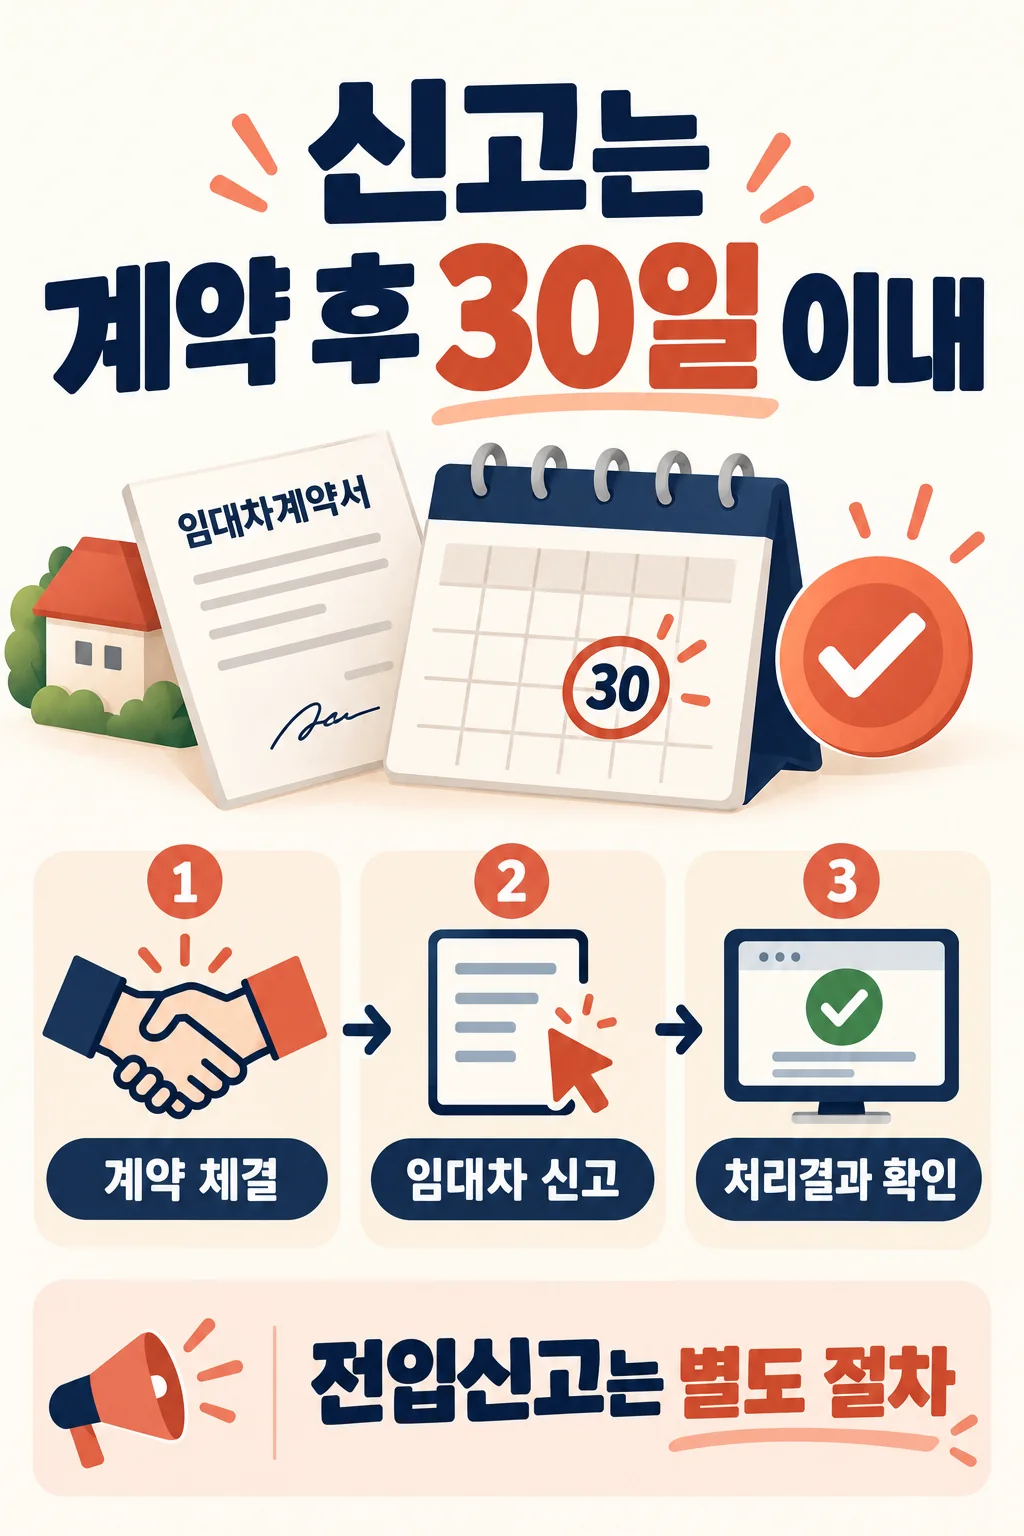 신고는
계약 후 30일 이내
임대차계약서
30
1
계약 체결
2
임대차 신고
3
처리결과 확인
전입신고는 별도 절차